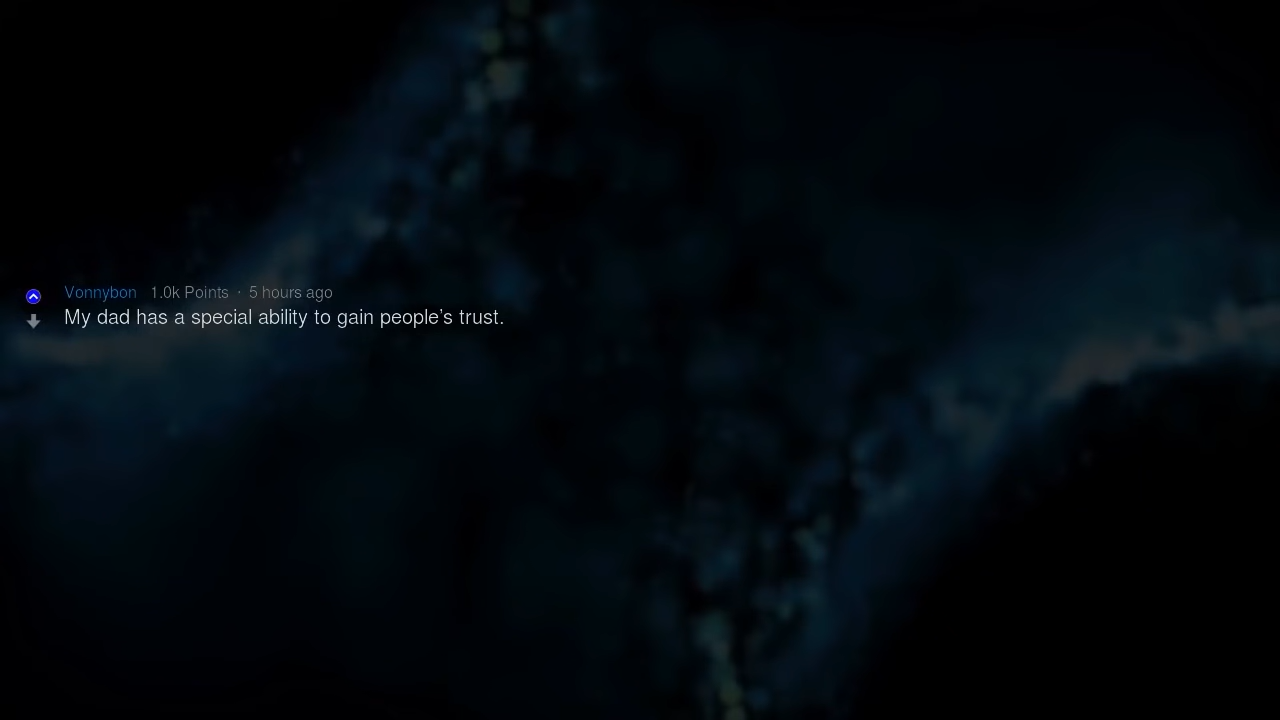 Vonnybon 1.0k Points · 5 hours ago
My dad has a special ability to gain people's trust.